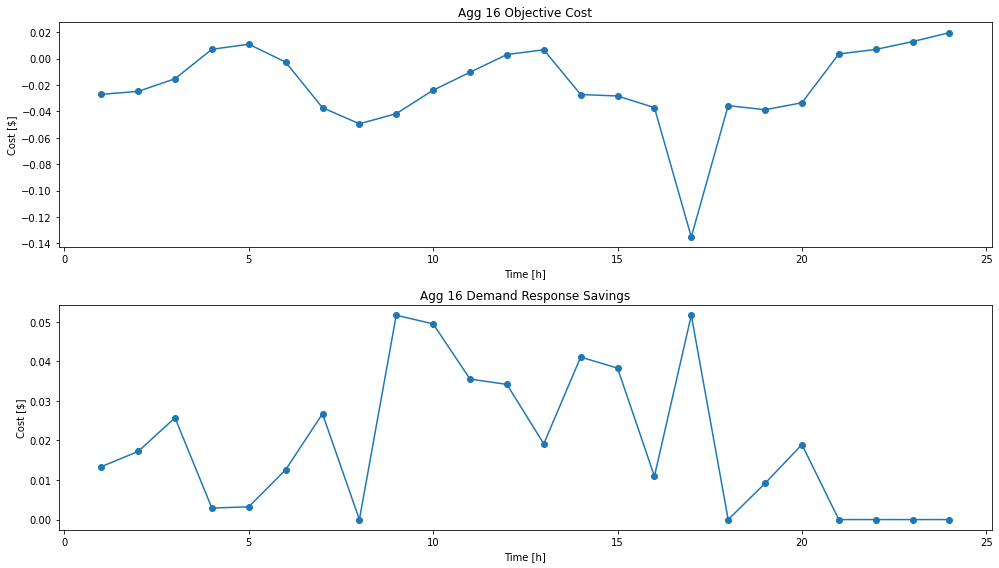 Agg 16 Objective Cost
Cost [$]
0.02
0.00
−0.02
−0.04
−0.06
−0.08
−0.10
−0.12
−0.14
0 5 10 15 20 25
Time [h]
Agg 16 Demand Response Savings
Cost [$]
0.05
0.04
0.03
0.02
0.01
0.00
0 5 10 15 20 25
Time [h]